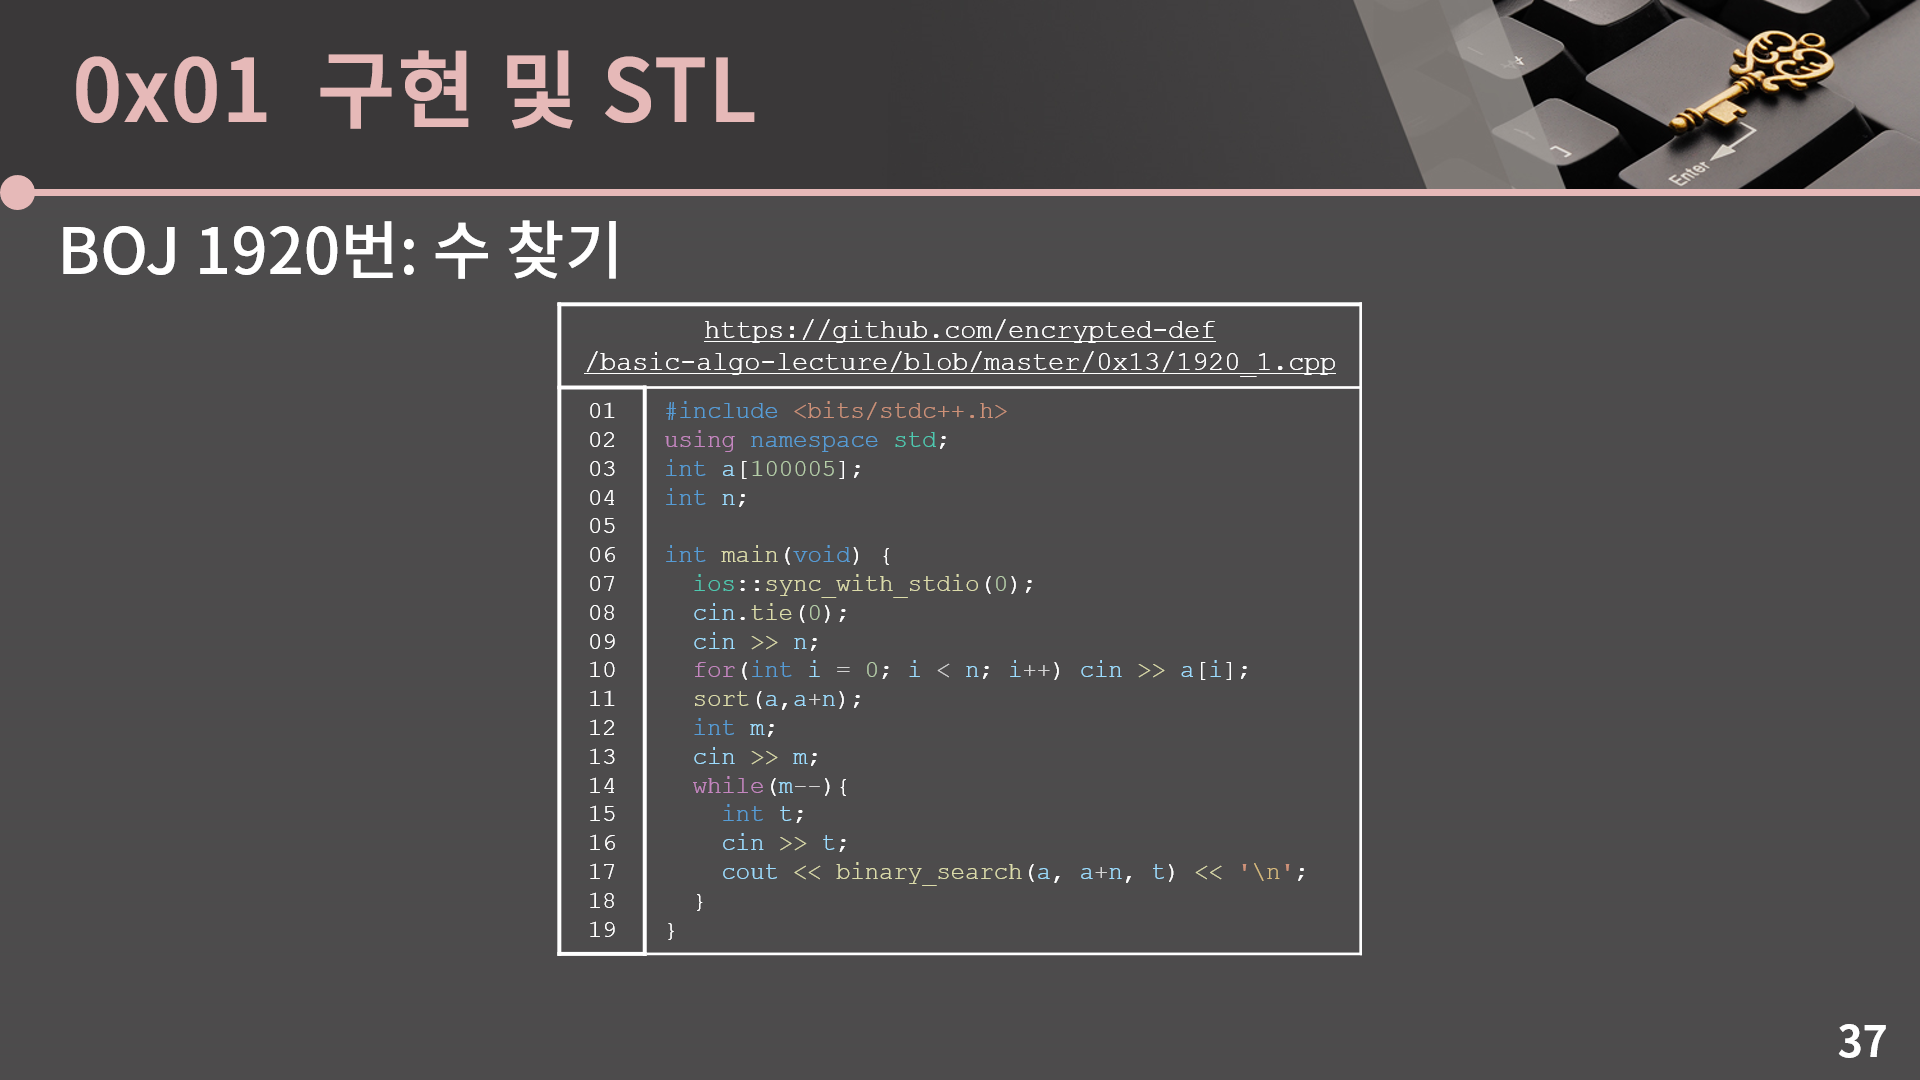 0x01 구현 및 STL
Enter
BOJ 1920번: 수 찾기
https://github.com/encrypted-def
/basic-algo-lecture/blob/master/0x13/1920_1.cpp
01 #include <bits/stdc++.h>
02 using namespace std;
03 int a[100005];
04 int n;
05
06 int main(void) {
07   ios::sync_with_stdio(0);
08   cin.tie(0);
09   cin >> n;
10   for(int i = 0; i < n; i++) cin >> a[i];
11   sort(a,a+n);
12   int m;
13   cin >> m;
14   while(m--){
15     int t;
16     cin >> t;
17     cout << binary_search(a, a+n, t) << '\n';
18   }
19 }
37